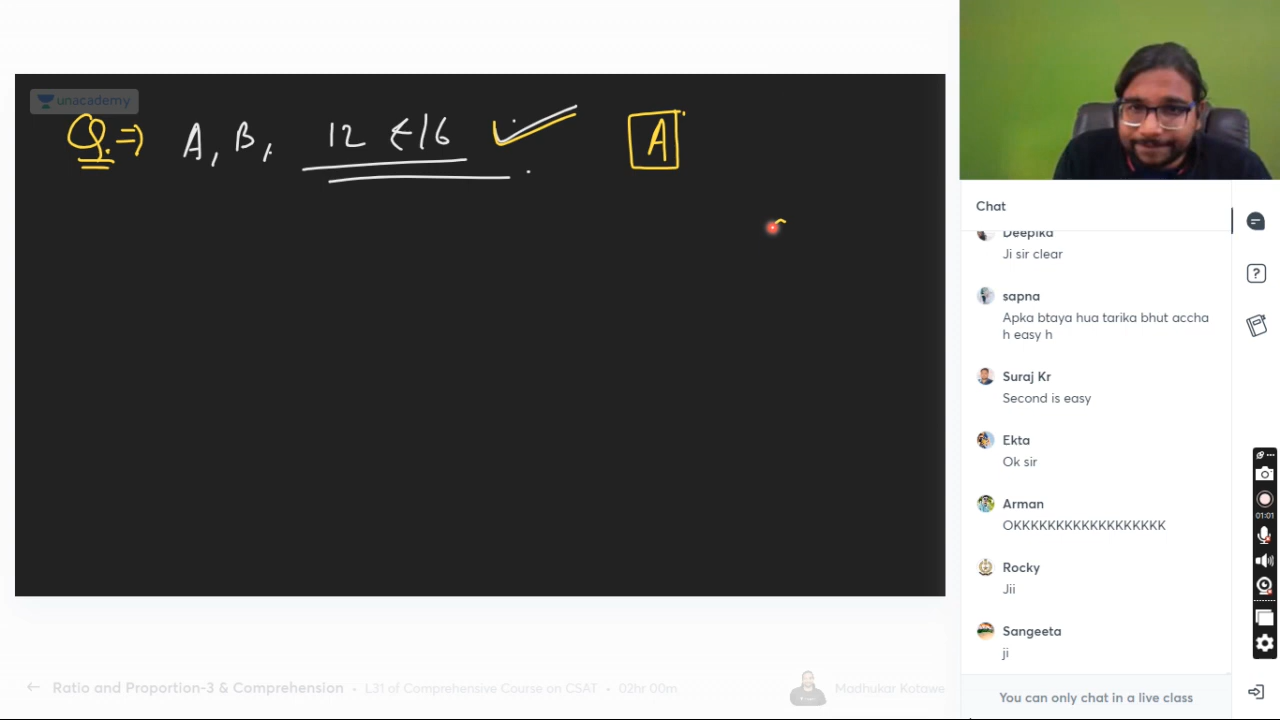 unacademy
Q. ⇒ A, B, 12 & 16 A
Ratio and Proportion-3 & Comprehension • L31 of Comprehensive Course on CSAT • 02hr 00m
Madhukar Kotawe
Chat
Deepika
Ji sir clear
sapna
Apka btaya hua tarika bhut accha
h easy h
Suraj Kr
Second is easy
Ekta
Ok sir
Arman
OKKKKKKKKKKKKKKKKKK
Rocky
Jii
Sangeeta
ji
You can only chat in a live class
01:01